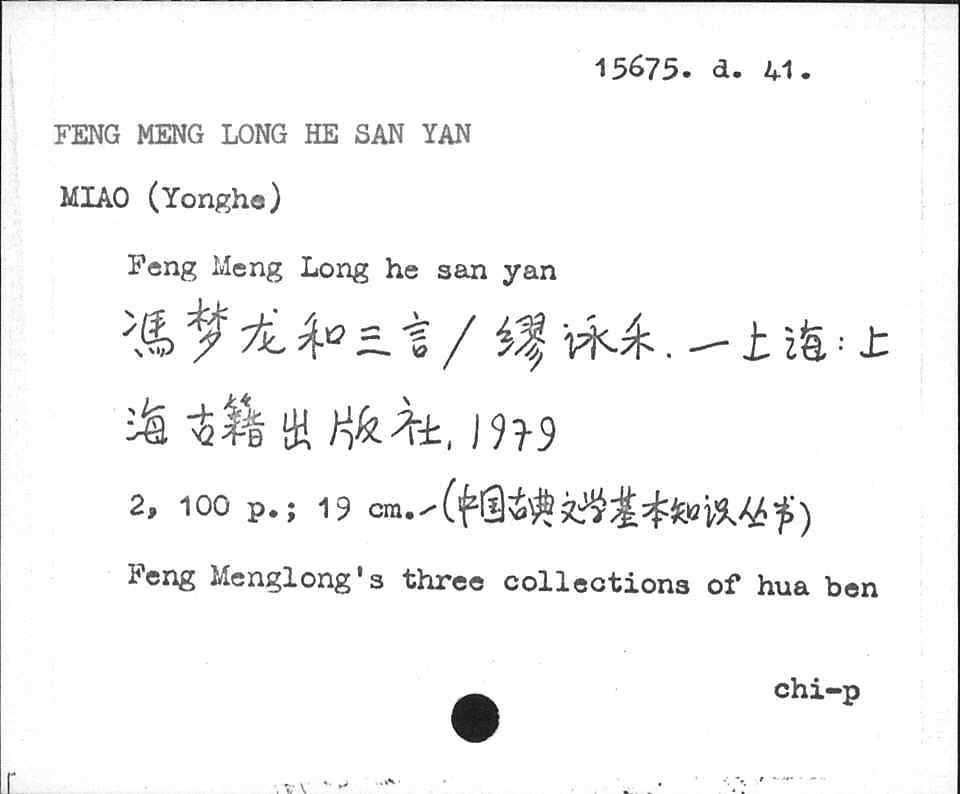 15675. d. 41.
FENG MENG LONG HE SAN YAN
MIAO (Yonghe)
Feng Meng Long he san yan
馮梦龙和三言/繆咏禾.—上海:上
海古籍出版社,1979
2, 100 p.; 19 cm.-(中国古典文学基本知识丛书)
Feng Menglong's three collections of hua ben
chi-p